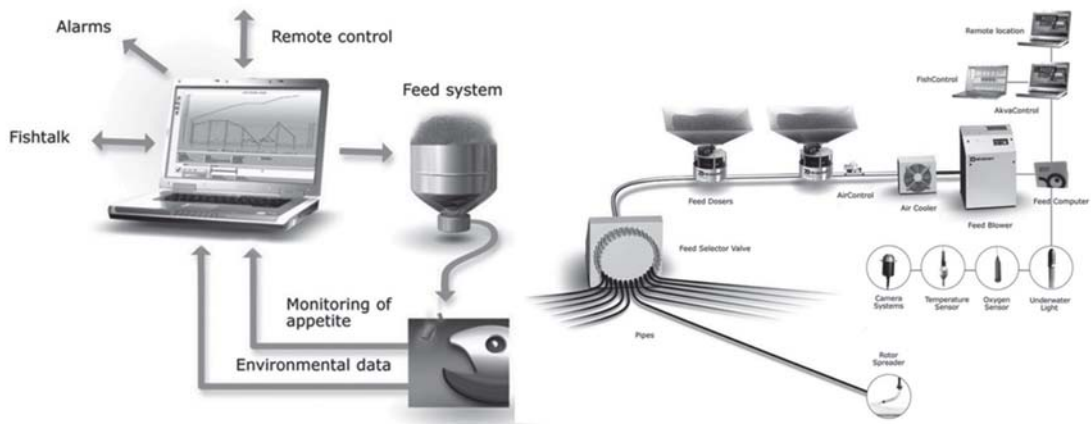 Alarms
Remote control
Fishtalk
Feed system
Monitoring of
appetite
Environmental data
Remote location
FishControl
AkvaControl
Feed Dosers
AirControl
Air Cooler
Feed Blower
Feed Computer
Feed Selector Valve
Camera
Systems
Temperature
Sensor
Oxygen
Sensor
Underwater
Light
Pipes
Rotor
Spreader